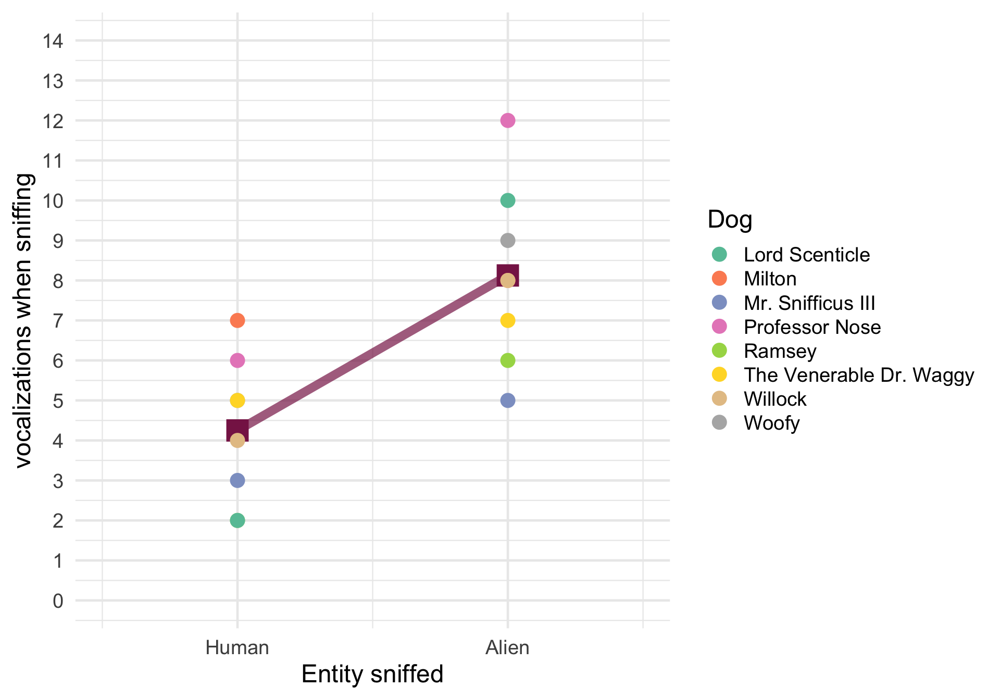 vocalizations when sniffing
14
13
12
11
10
9
8
7
6
5
4
3
2
1
0
Human
Alien
Entity sniffed
Dog
Lord Scenticle
Milton
Mr. Snifficus III
Professor Nose
Ramsey
The Venerable Dr. Waggy
Willock
Woofy